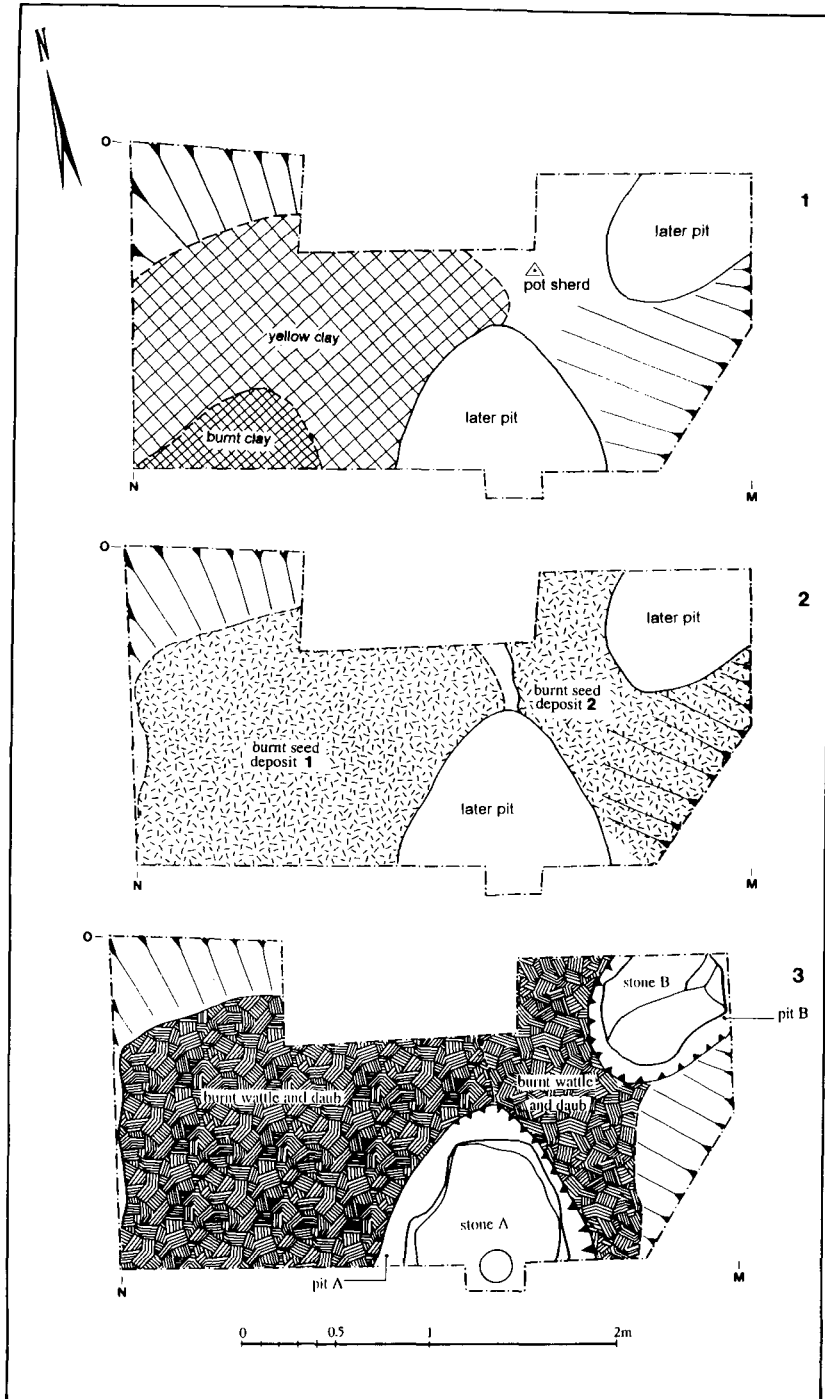 N
O
1
later pit
pot sherd
yellow clay
later pit
burnt clay
N
M
O
2
later pit
burnt seed
deposit 2
burnt seed
deposit 1
later pit
N
M
O
3
stone B
pit B
burnt wattle and daub
burnt wattle
and daub
stone A
pit A
N
M
0 0.5 1 2m